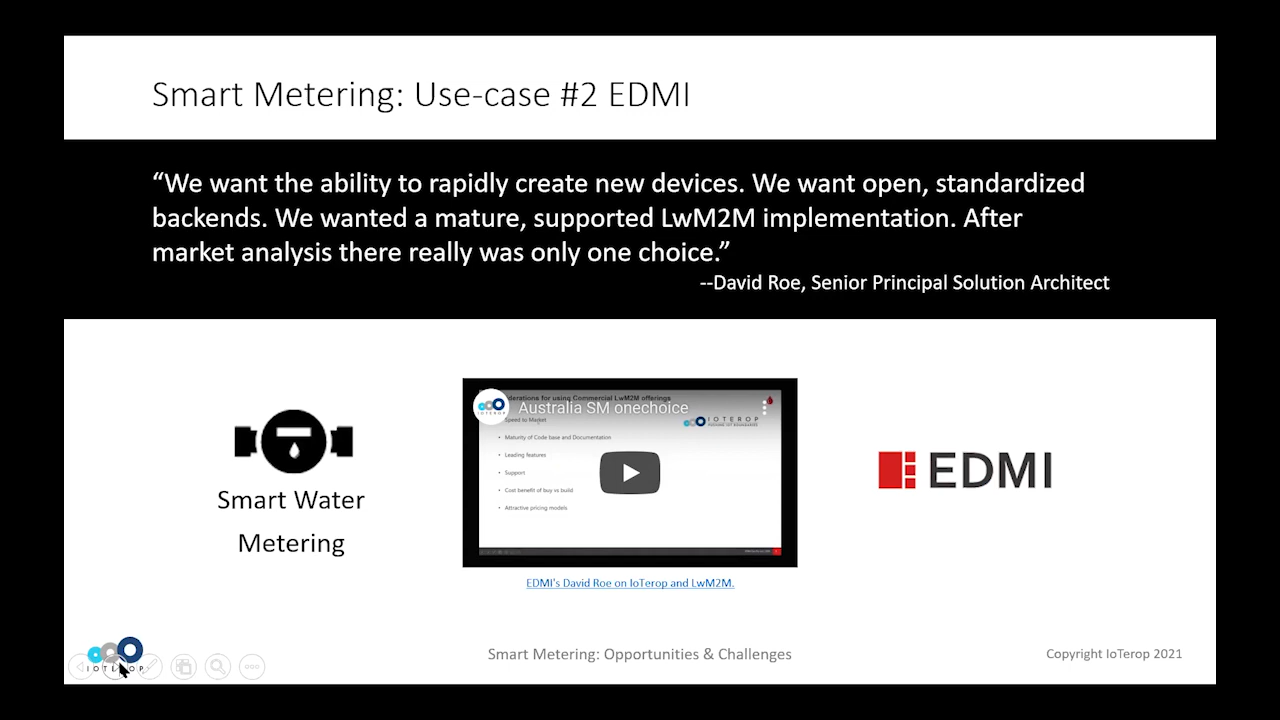 Smart Metering: Use-case #2 EDMI
“We want the ability to rapidly create new devices. We want open, standardized
backends. We wanted a mature, supported LwM2M implementation. After
market analysis there really was only one choice.”
--David Roe, Senior Principal Solution Architect
Smart Water
Metering
Australia SM onechoice
iderations for using Commercial LwM2M offerings
IOTEROP
IOTEROP
Speed to Market
Maturity of Code base and Documentation
Leading features
Support
Cost benefit of buy vs build
Attractive pricing models
EDMI's David Roe on IoTerop and LwM2M.
EDMI
IOTEROP
Smart Metering: Opportunities & Challenges
Copyright IoTerop 2021